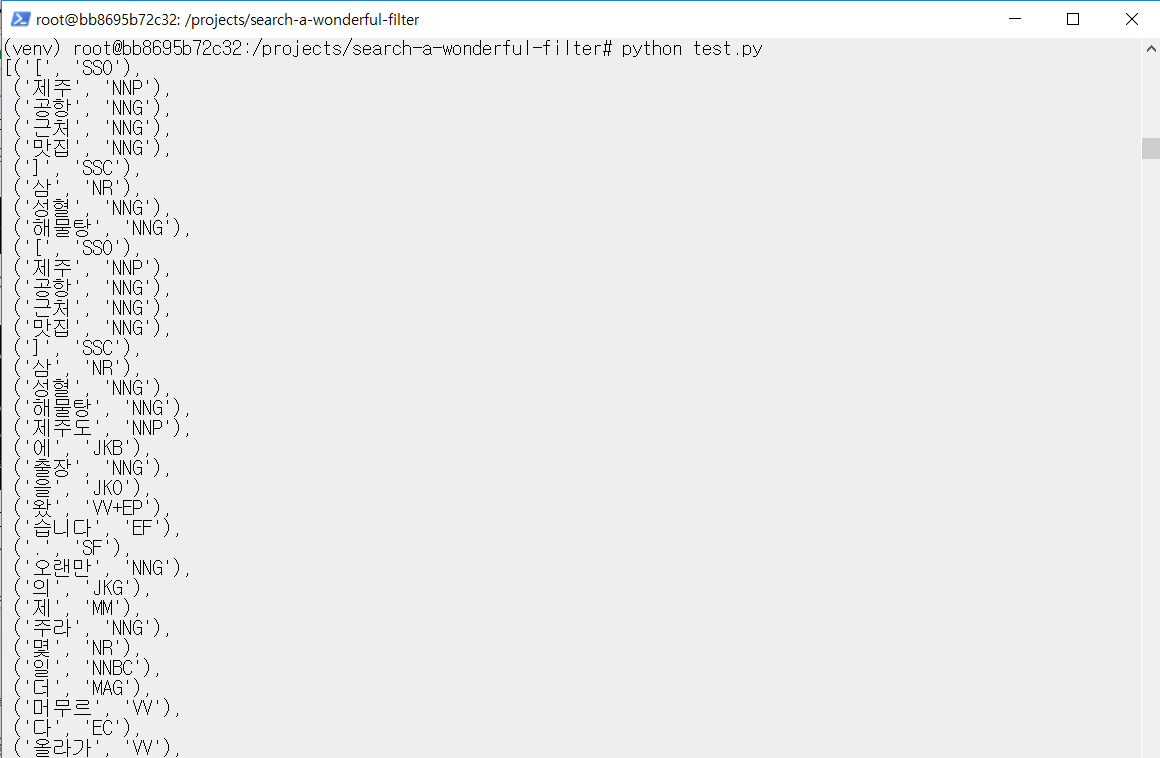 root@bb8695b72c32: /projects/search-a-wonderful-filter
(venv) root@bb8695b72c32:/projects/search-a-wonderful-filter# python test.py
[('[', 'SSO'),
('제주', 'NNP'),
('공항', 'NNG'),
('근처', 'NNG'),
('맛집', 'NNG'),
(']', 'SSC'),
('삼', 'NR'),
('성혈', 'NNG'),
('해물탕', 'NNG'),
('[', 'SSO'),
('제주', 'NNP'),
('공항', 'NNG'),
('근처', 'NNG'),
('맛집', 'NNG'),
(']', 'SSC'),
('삼', 'NR'),
('성혈', 'NNG'),
('해물탕', 'NNG'),
('제주도', 'NNP'),
('에', 'JKB'),
('출장', 'NNG'),
('을', 'JKO'),
('왔', 'VV+EP'),
('습니다', 'EF'),
('.', 'SF'),
('오랜만', 'NNG'),
('의', 'JKG'),
('제', 'MM'),
('주라', 'NNG'),
('몇', 'NR'),
('일', 'NNBC'),
('더', 'MAG'),
('머무르', 'VV'),
('다', 'EC'),
('올라가', 'VV'),